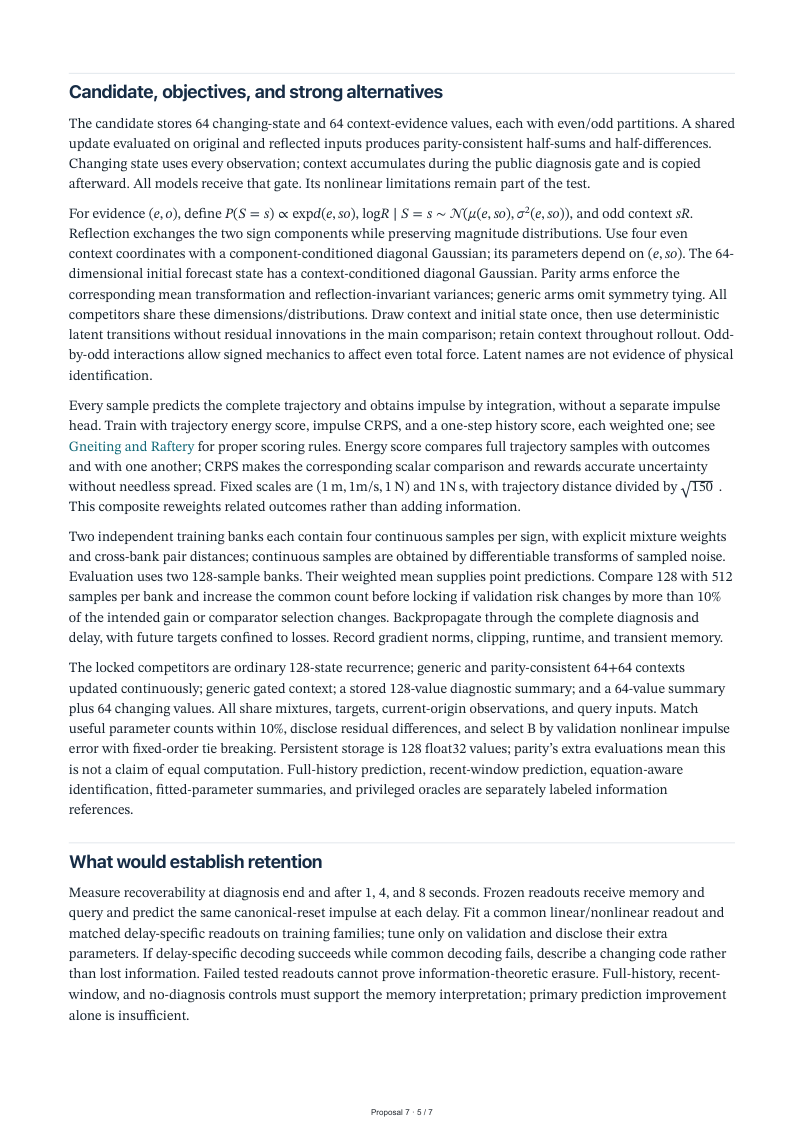 Candidate, objectives, and strong alternatives
The candidate stores 64 changing-state and 64 context-evidence values, each with even/odd partitions. A shared
update evaluated on original and reflected inputs produces parity-consistent half-sums and half-differences.
Changing state uses every observation; context accumulates during the public diagnosis gate and is copied
afterward. All models receive that gate. Its nonlinear limitations remain part of the test.
For evidence (e, o), define P(S = s) ∝ exp d(e, so), log R | S = s ∼ 𝒩(μ(e, so), σ²(e, so)), and odd context sR.
Reflection exchanges the two sign components while preserving magnitude distributions. Use four even
context coordinates with a component-conditioned diagonal Gaussian; its parameters depend on (e, so). The 64-
dimensional initial forecast state has a context-conditioned diagonal Gaussian. Parity arms enforce the
corresponding mean transformation and reflection-invariant variances; generic arms omit symmetry tying. All
competitors share these dimensions/distributions. Draw context and initial state once, then use deterministic
latent transitions without residual innovations in the main comparison; retain context throughout rollout. Odd-
by-odd interactions allow signed mechanics to affect even total force. Latent names are not evidence of physical
identification.
Every sample predicts the complete trajectory and obtains impulse by integration, without a separate impulse
head. Train with trajectory energy score, impulse CRPS, and a one-step history score, each weighted one; see
Gneiting and Raftery for proper scoring rules. Energy score compares full trajectory samples with outcomes
and with one another; CRPS makes the corresponding scalar comparison and rewards accurate uncertainty
without needless spread. Fixed scales are (1 m, 1m/s, 1 N) and 1N s, with trajectory distance divided by √150 .
This composite reweights related outcomes rather than adding information.
Two independent training banks each contain four continuous samples per sign, with explicit mixture weights
and cross-bank pair distances; continuous samples are obtained by differentiable transforms of sampled noise.
Evaluation uses two 128-sample banks. Their weighted mean supplies point predictions. Compare 128 with 512
samples per bank and increase the common count before locking if validation risk changes by more than 10%
of the intended gain or comparator selection changes. Backpropagate through the complete diagnosis and
delay, with future targets confined to losses. Record gradient norms, clipping, runtime, and transient memory.
The locked competitors are ordinary 128-state recurrence; generic and parity-consistent 64+64 contexts
updated continuously; generic gated context; a stored 128-value diagnostic summary; and a 64-value summary
plus 64 changing values. All share mixtures, targets, current-origin observations, and query inputs. Match
useful parameter counts within 10%, disclose residual differences, and select B by validation nonlinear impulse
error with fixed-order tie breaking. Persistent storage is 128 float32 values; parity’s extra evaluations mean this
is not a claim of equal computation. Full-history prediction, recent-window prediction, equation-aware
identification, fitted-parameter summaries, and privileged oracles are separately labeled information
references.
What would establish retention
Measure recoverability at diagnosis end and after 1, 4, and 8 seconds. Frozen readouts receive memory and
query and predict the same canonical-reset impulse at each delay. Fit a common linear/nonlinear readout and
matched delay-specific readouts on training families; tune only on validation and disclose their extra
parameters. If delay-specific decoding succeeds while common decoding fails, describe a changing code rather
than lost information. Failed tested readouts cannot prove information-theoretic erasure. Full-history, recent-
window, and no-diagnosis controls must support the memory interpretation; primary prediction improvement
alone is insufficient.
Proposal 7 · 5 / 7